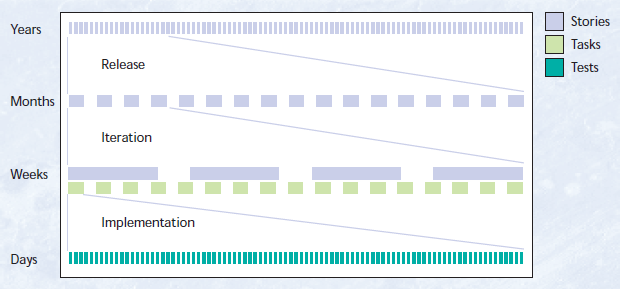 Years
Release
Months
Iteration
Weeks
Implementation
Days
Stories
Tasks
Tests